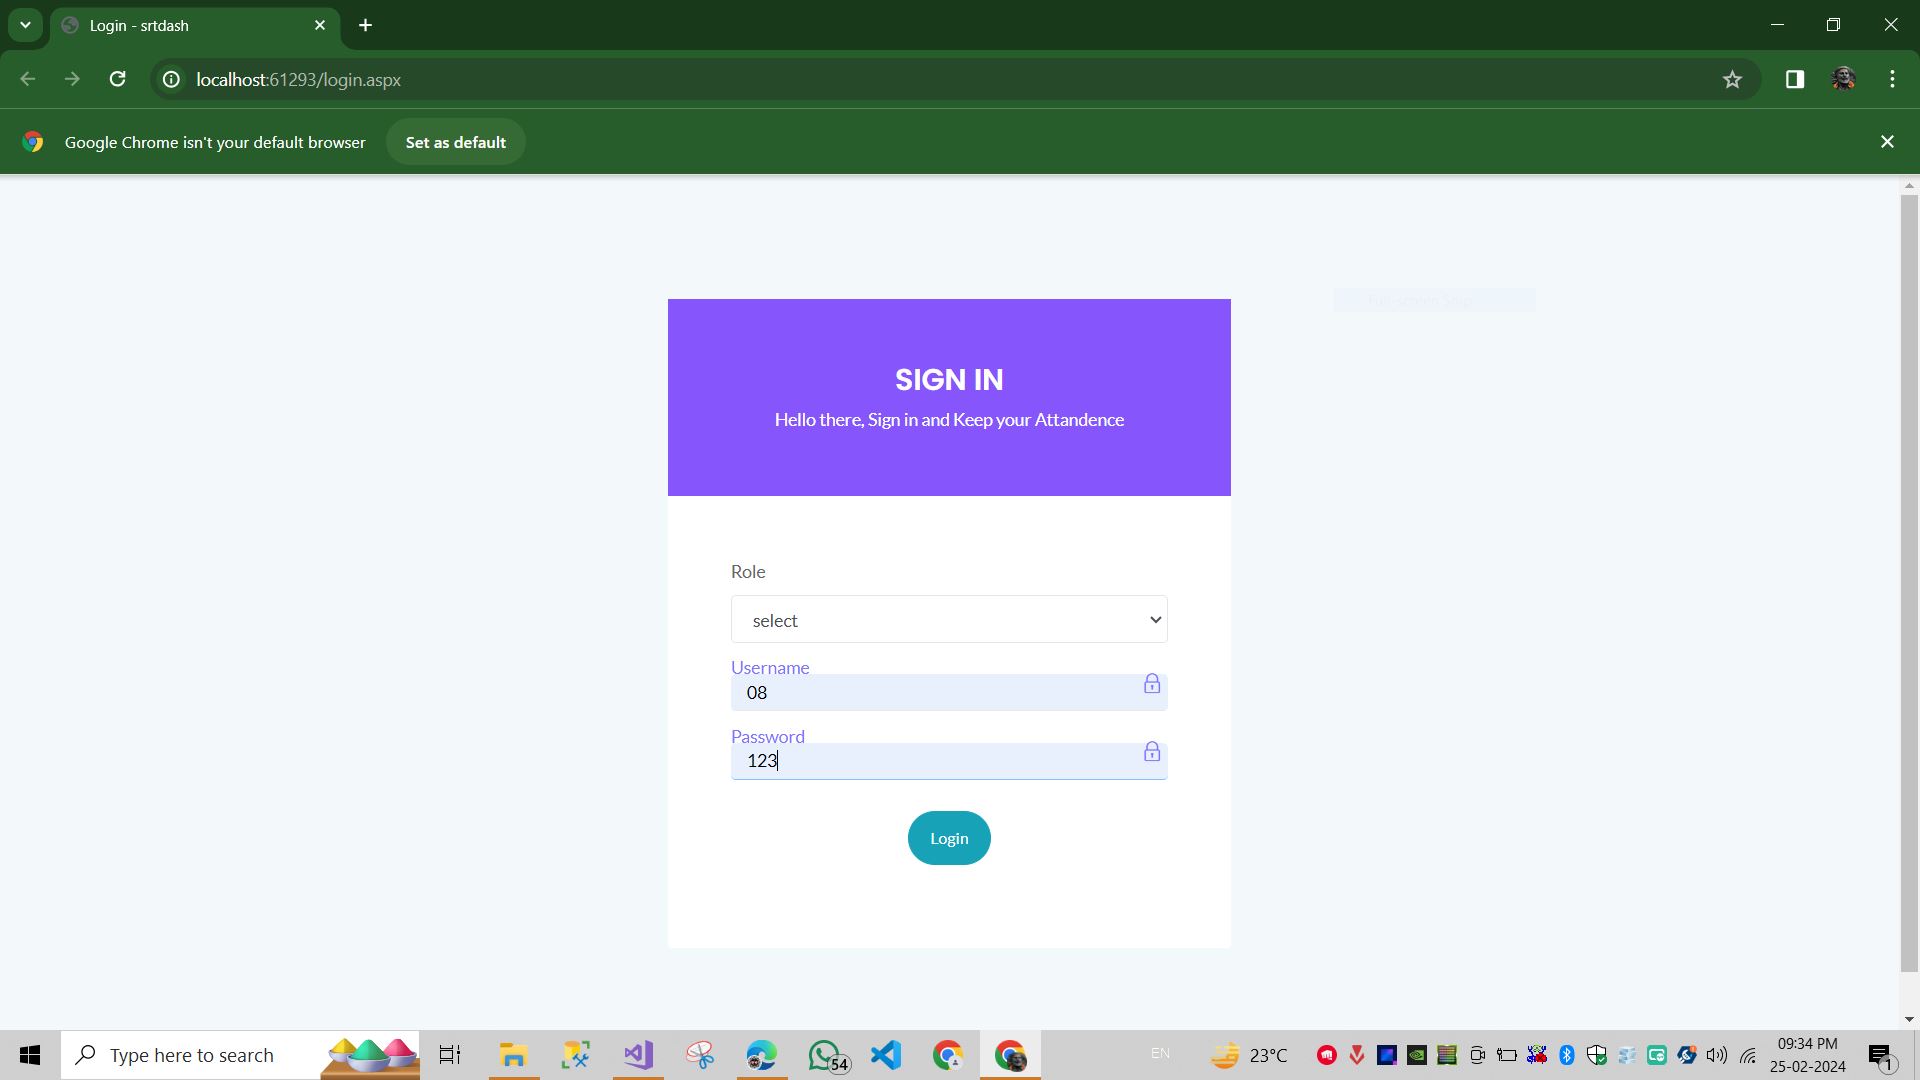 Login - srtdash
localhost:61293/login.aspx
Google Chrome isn't your default browser
Set as default
SIGN IN
Hello there, Sign in and Keep your Attandence
Role
select
Username
08
Password
123
Login
Type here to search
54
EN
23°C
09:34 PM
25-02-2024
1